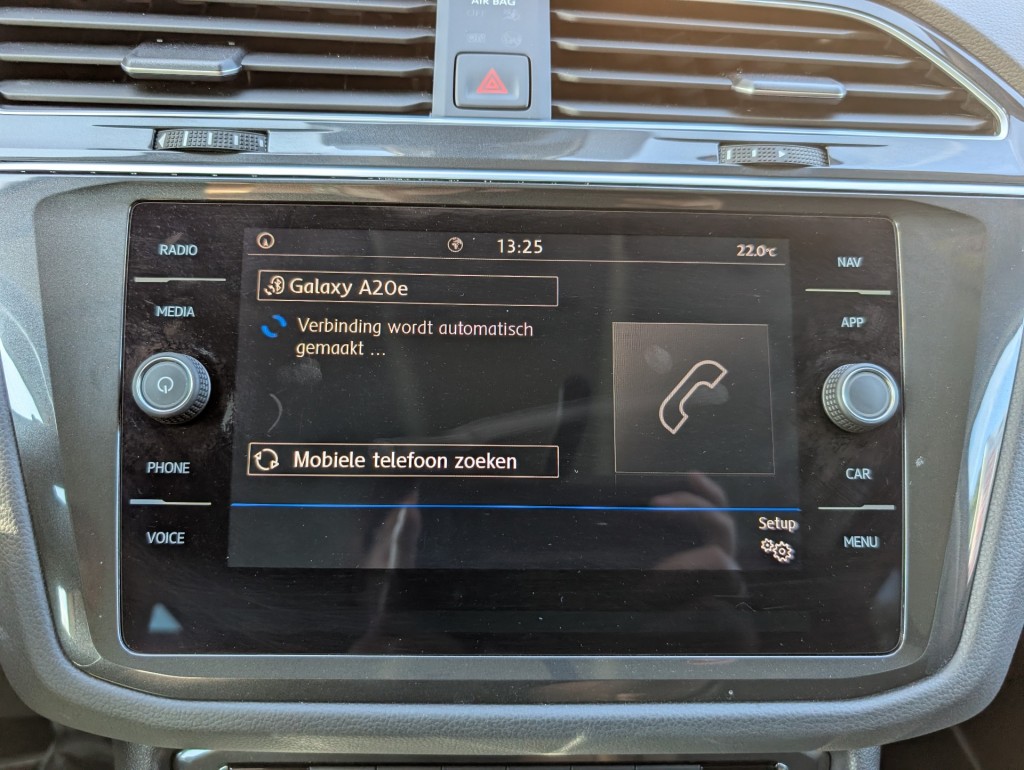 AIR BAG
RADIO
MEDIA
PHONE
VOICE
13:25
22.0°C
Galaxy A20e
Verbinding wordt automatisch
gemaakt ...
Mobiele telefoon zoeken
Setup
NAV
APP
CAR
MENU